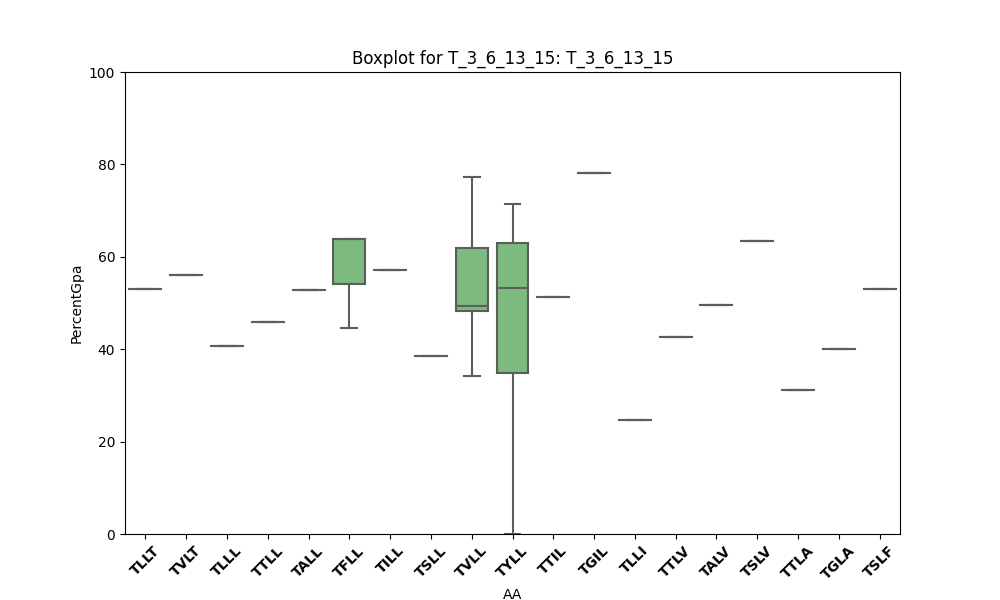 Boxplot for T_3_6_13_15: T_3_6_13_15
100
80
60
40
20
0
PercentGpa
TLLT TVLT TLLL TTLL TALL TFLL TILL TSLL TVLL TYLL TTIL TGIL TLLI TTLV TALV TSLV TTLA TGLA TSLF
AA